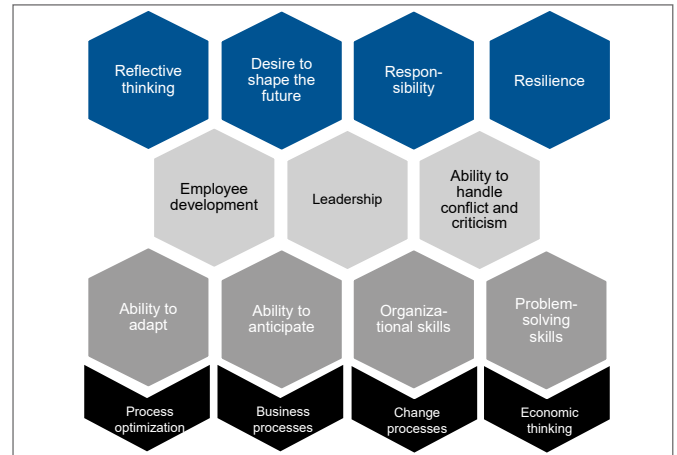 Reflective
thinking
Desire to
shape the
future
Respon-
sibility
Resilience
Employee
development
Leadership
Ability to
handle
conflict and
criticism
Ability to
adapt
Ability to
anticipate
Organiza-
tional skills
Problem-
solving
skills
Process
optimization
Business
processes
Change
processes
Economic
thinking